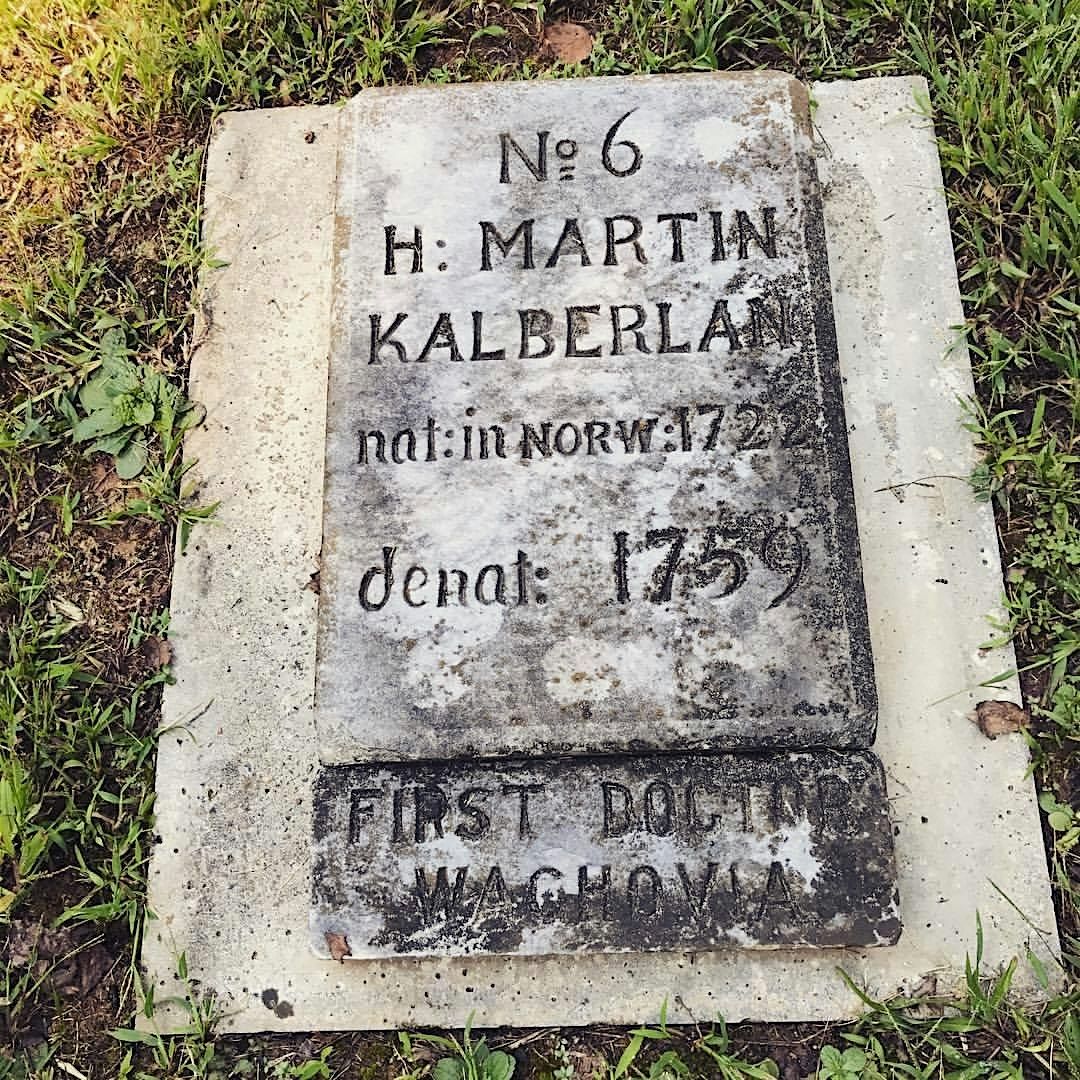 No 6
H: MARTIN
KALBERLAN
nat: in NORW: 1722
denat: 1759
FIRST DOCTOR
WACHOVIA